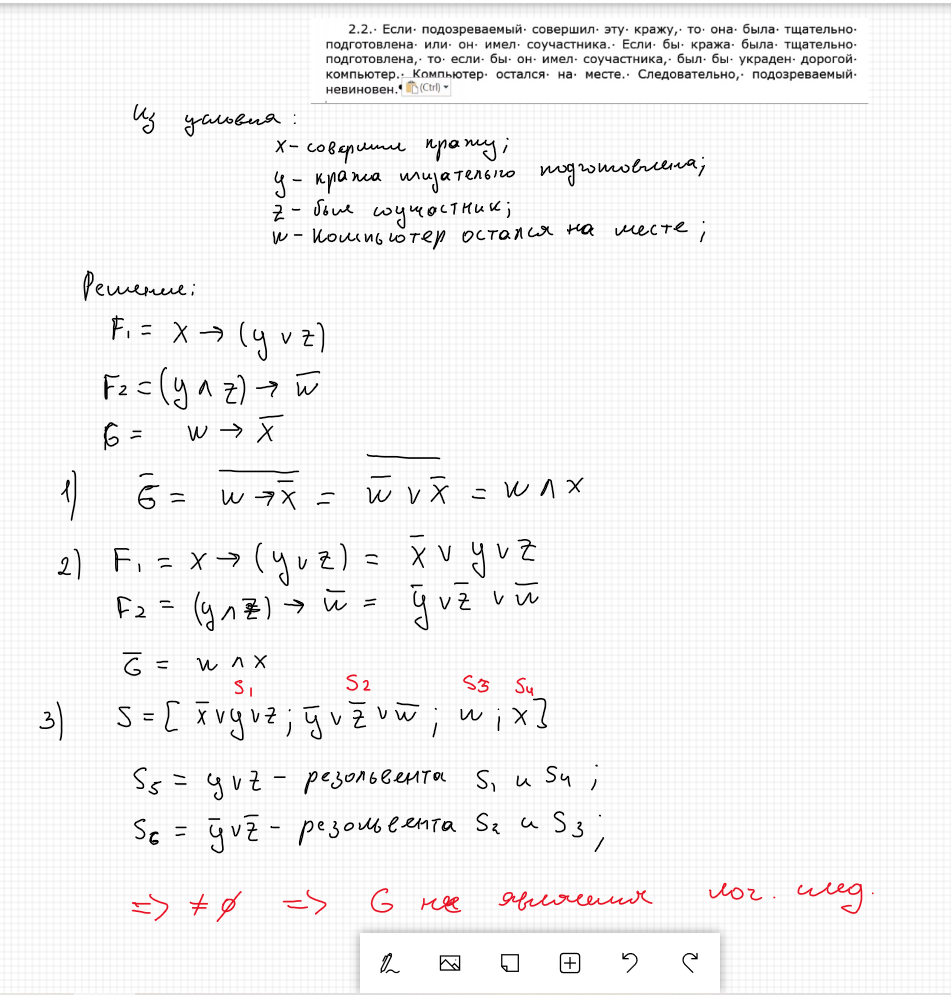 2.2.· Если· подозреваемый· совершил· эту· кражу,· то· она· была· тщательно·
подготовлена· или· он· имел· соучастника.· Если· бы· кража· была· тщательно·
подготовлена,· то· если· бы· он· имел· соучастника,· был· бы· украден· дорогой·
компьютер.· Компьютер· остался· на· месте.· Следовательно,· подозреваемый·
невиновен.¶ (Ctrl)
Из условия :
x - совершил кражу;
y - кража тщательно подготовлена;
z - был соучастник;
w - Компьютер остался на месте ;
Решение:
F₁ = x → (y ∨ z)
F₂ = (y ∧ z) → w̅
G = w → x̅
1) G̅ = \overline{w → x̅} = \overline{w̅ ∨ x̅} = w ∧ x
2) F₁ = x → (y ∨ z) = x̅ ∨ y ∨ z
F₂ = (y ∧ z) → w̅ = y̅ ∨ z̅ ∨ w̅
G̅ = w ∧ x
S₁ S₂ S₃ S₄
3) S = [ x̅ ∨ y ∨ z ; y̅ ∨ z̅ ∨ w̅ ; w ; x ]
S₅ = y ∨ z - резольвента S₁ и S₄ ;
S₆ = y̅ ∨ z̅ - резольвента S₂ и S₃ ;
=> ≠ ∅ => G не является лог. след.